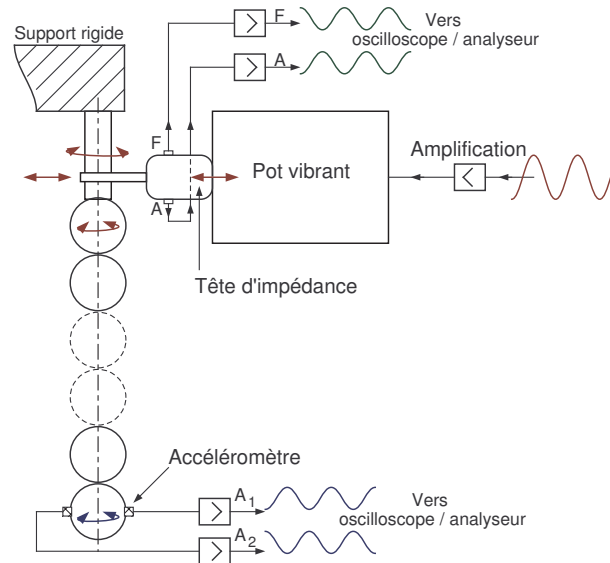 Support rigide
F
Vers
oscilloscope / analyseur
A
F
A
Pot vibrant
Amplification
Tête d'impédance
Accéléromètre
A1
Vers
oscilloscope / analyseur
A2